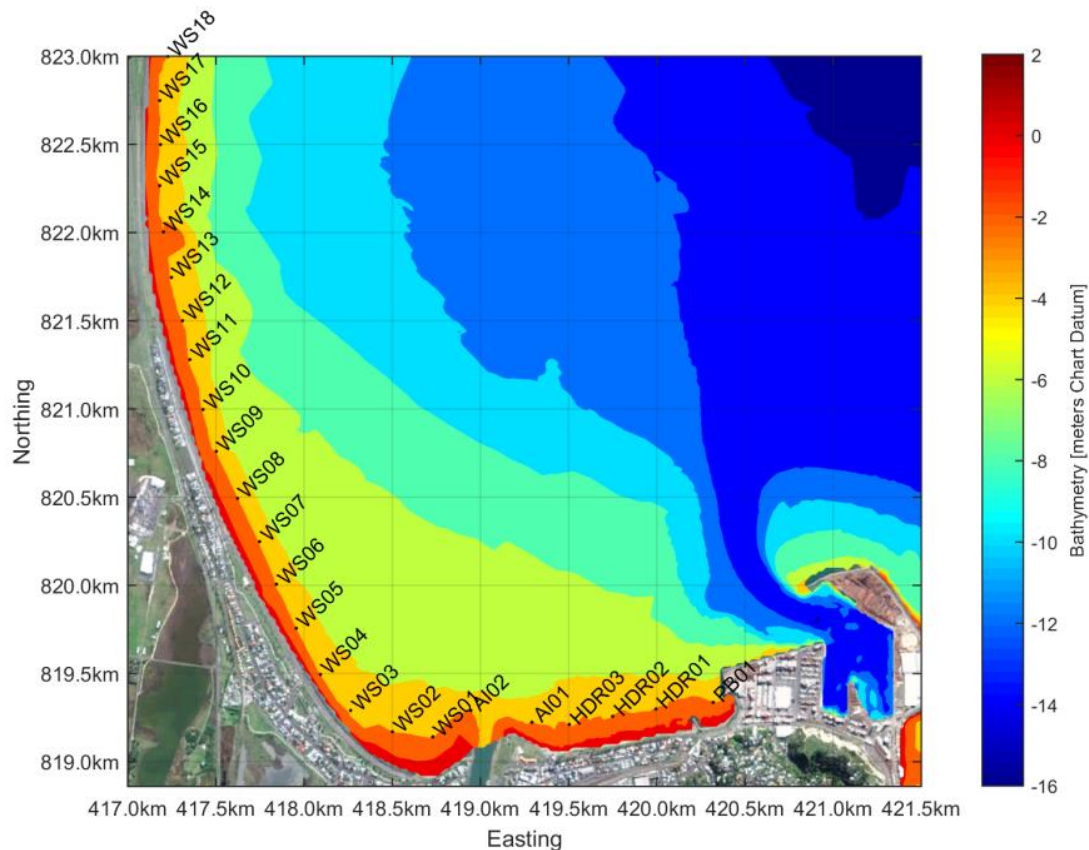 WS18
WS17
WS16
WS15
WS14
WS13
WS12
WS11
WS10
WS09
WS08
WS07
WS06
WS05
WS04
WS03
WS02
WS01
AI02
AI01
HDR03
HDR02
HDR01
PB01
823.0km
822.5km
822.0km
821.5km
821.0km
820.5km
820.0km
819.5km
819.0km
Northing
417.0km 417.5km 418.0km 418.5km 419.0km 419.5km 420.0km 420.5km 421.0km 421.5km
Easting
2
0
-2
-4
-6
-8
-10
-12
-14
-16
Bathymetry [meters Chart Datum]